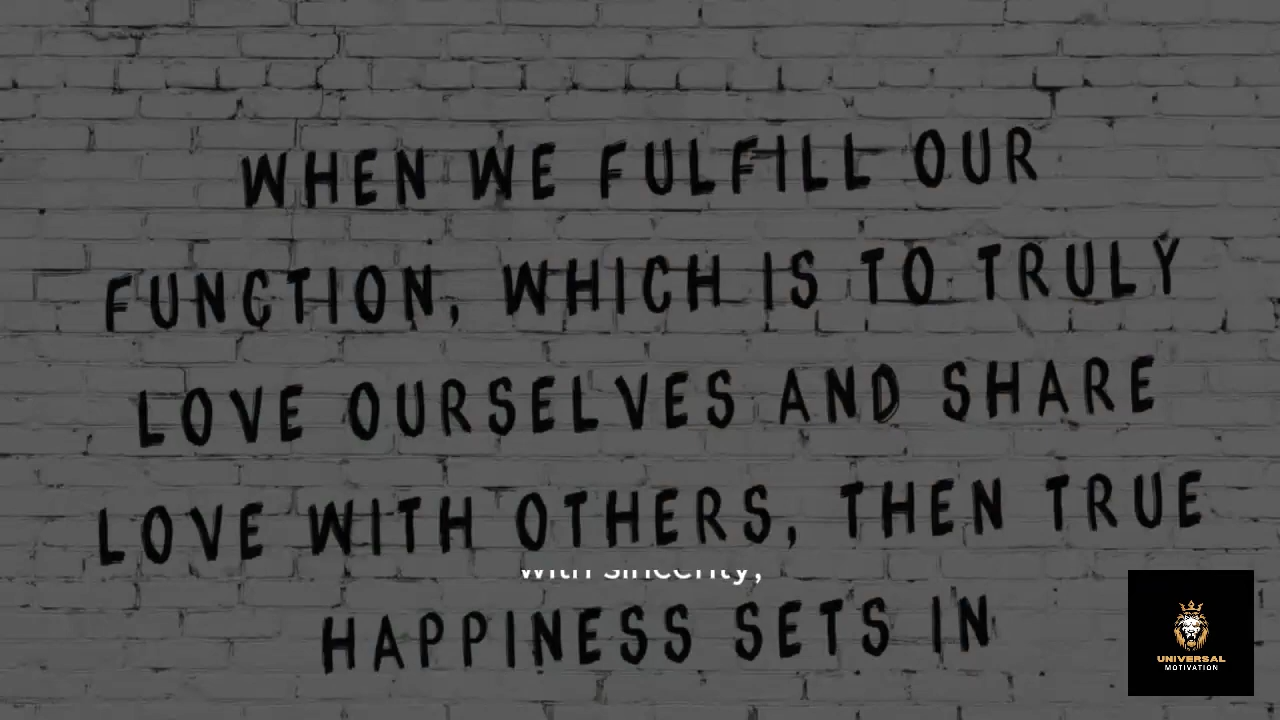 WHEN WE FULFILL OUR
FUNCTION, WHICH IS TO TRULY
LOVE OURSELVES AND SHARE
LOVE WITH OTHERS, THEN TRUE
with sincerity,
HAPPINESS SETS IN
UNIVERSAL
MOTIVATION